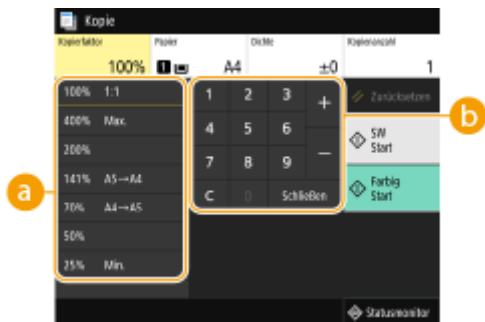 Kopie
Kopierfaktor Papier Dichte Kopienanzahl
100% 1 A4 ±0 1
100% 1:1
400% Max.
200%
141% A5→A4
70% A4→A5
50%
25% Min.
1 2 3 +
4 5 6
7 8 9 –
C 0 Schließen
Zurücksetzen
SW
Start
Farbig
Start
Statusmonitor
a
b